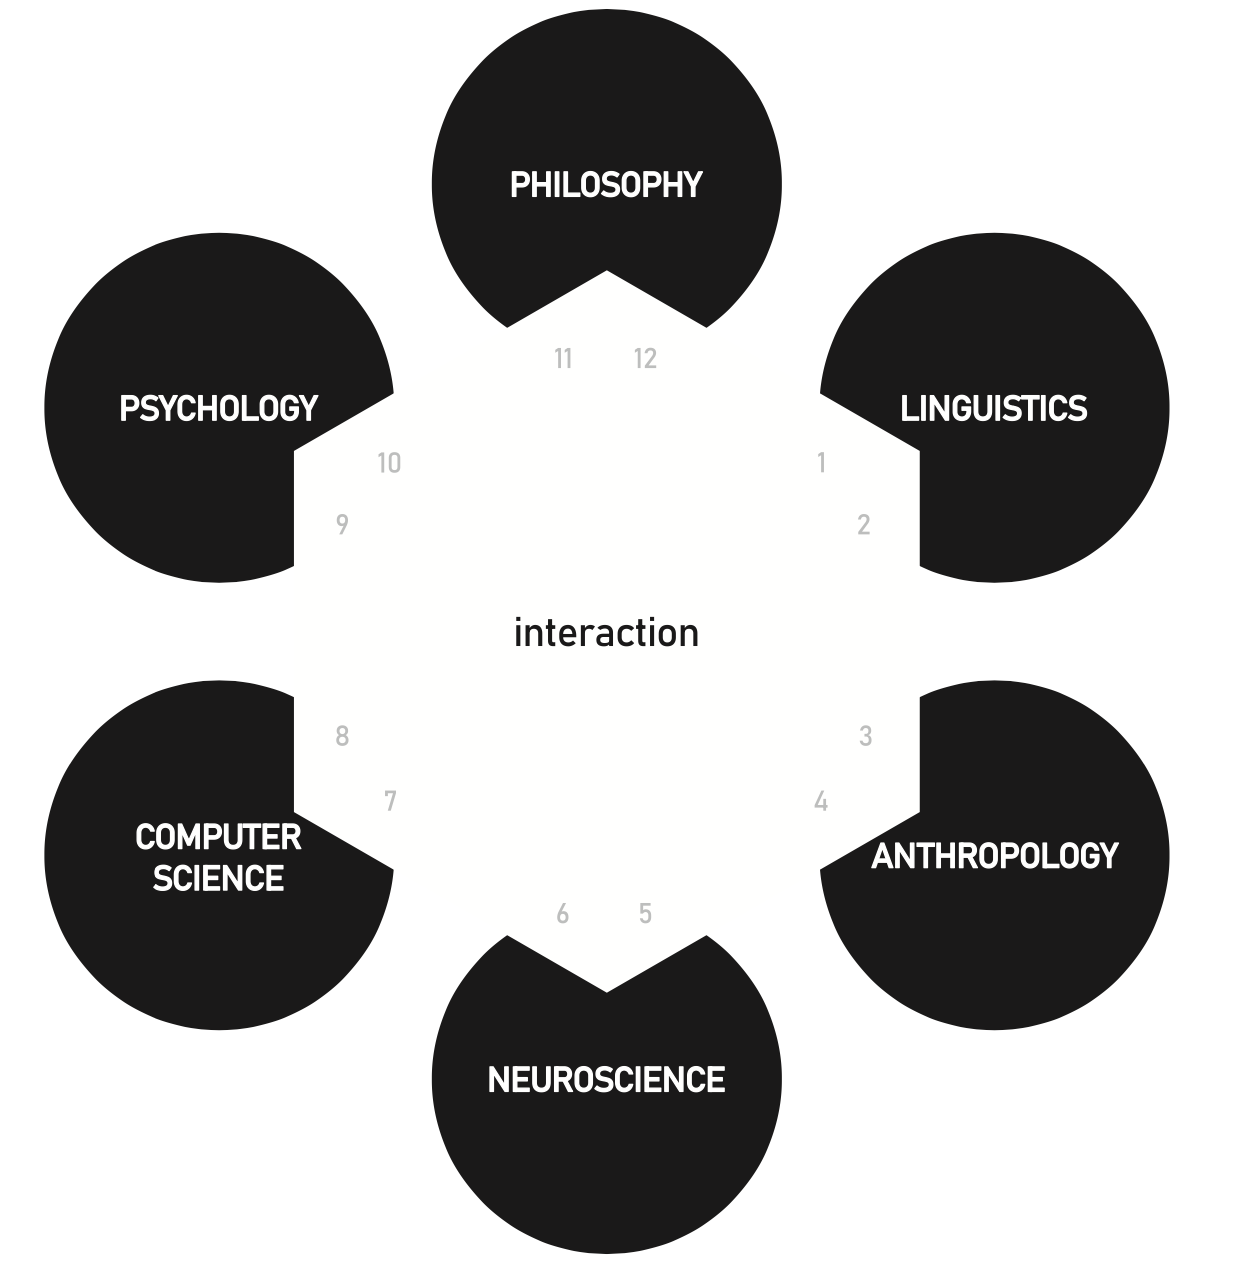 PHILOSOPHY
11 12
PSYCHOLOGY
LINGUISTICS
10
1
9
2
interaction
8
3
7
4
COMPUTER
SCIENCE
ANTHROPOLOGY
6 5
NEUROSCIENCE